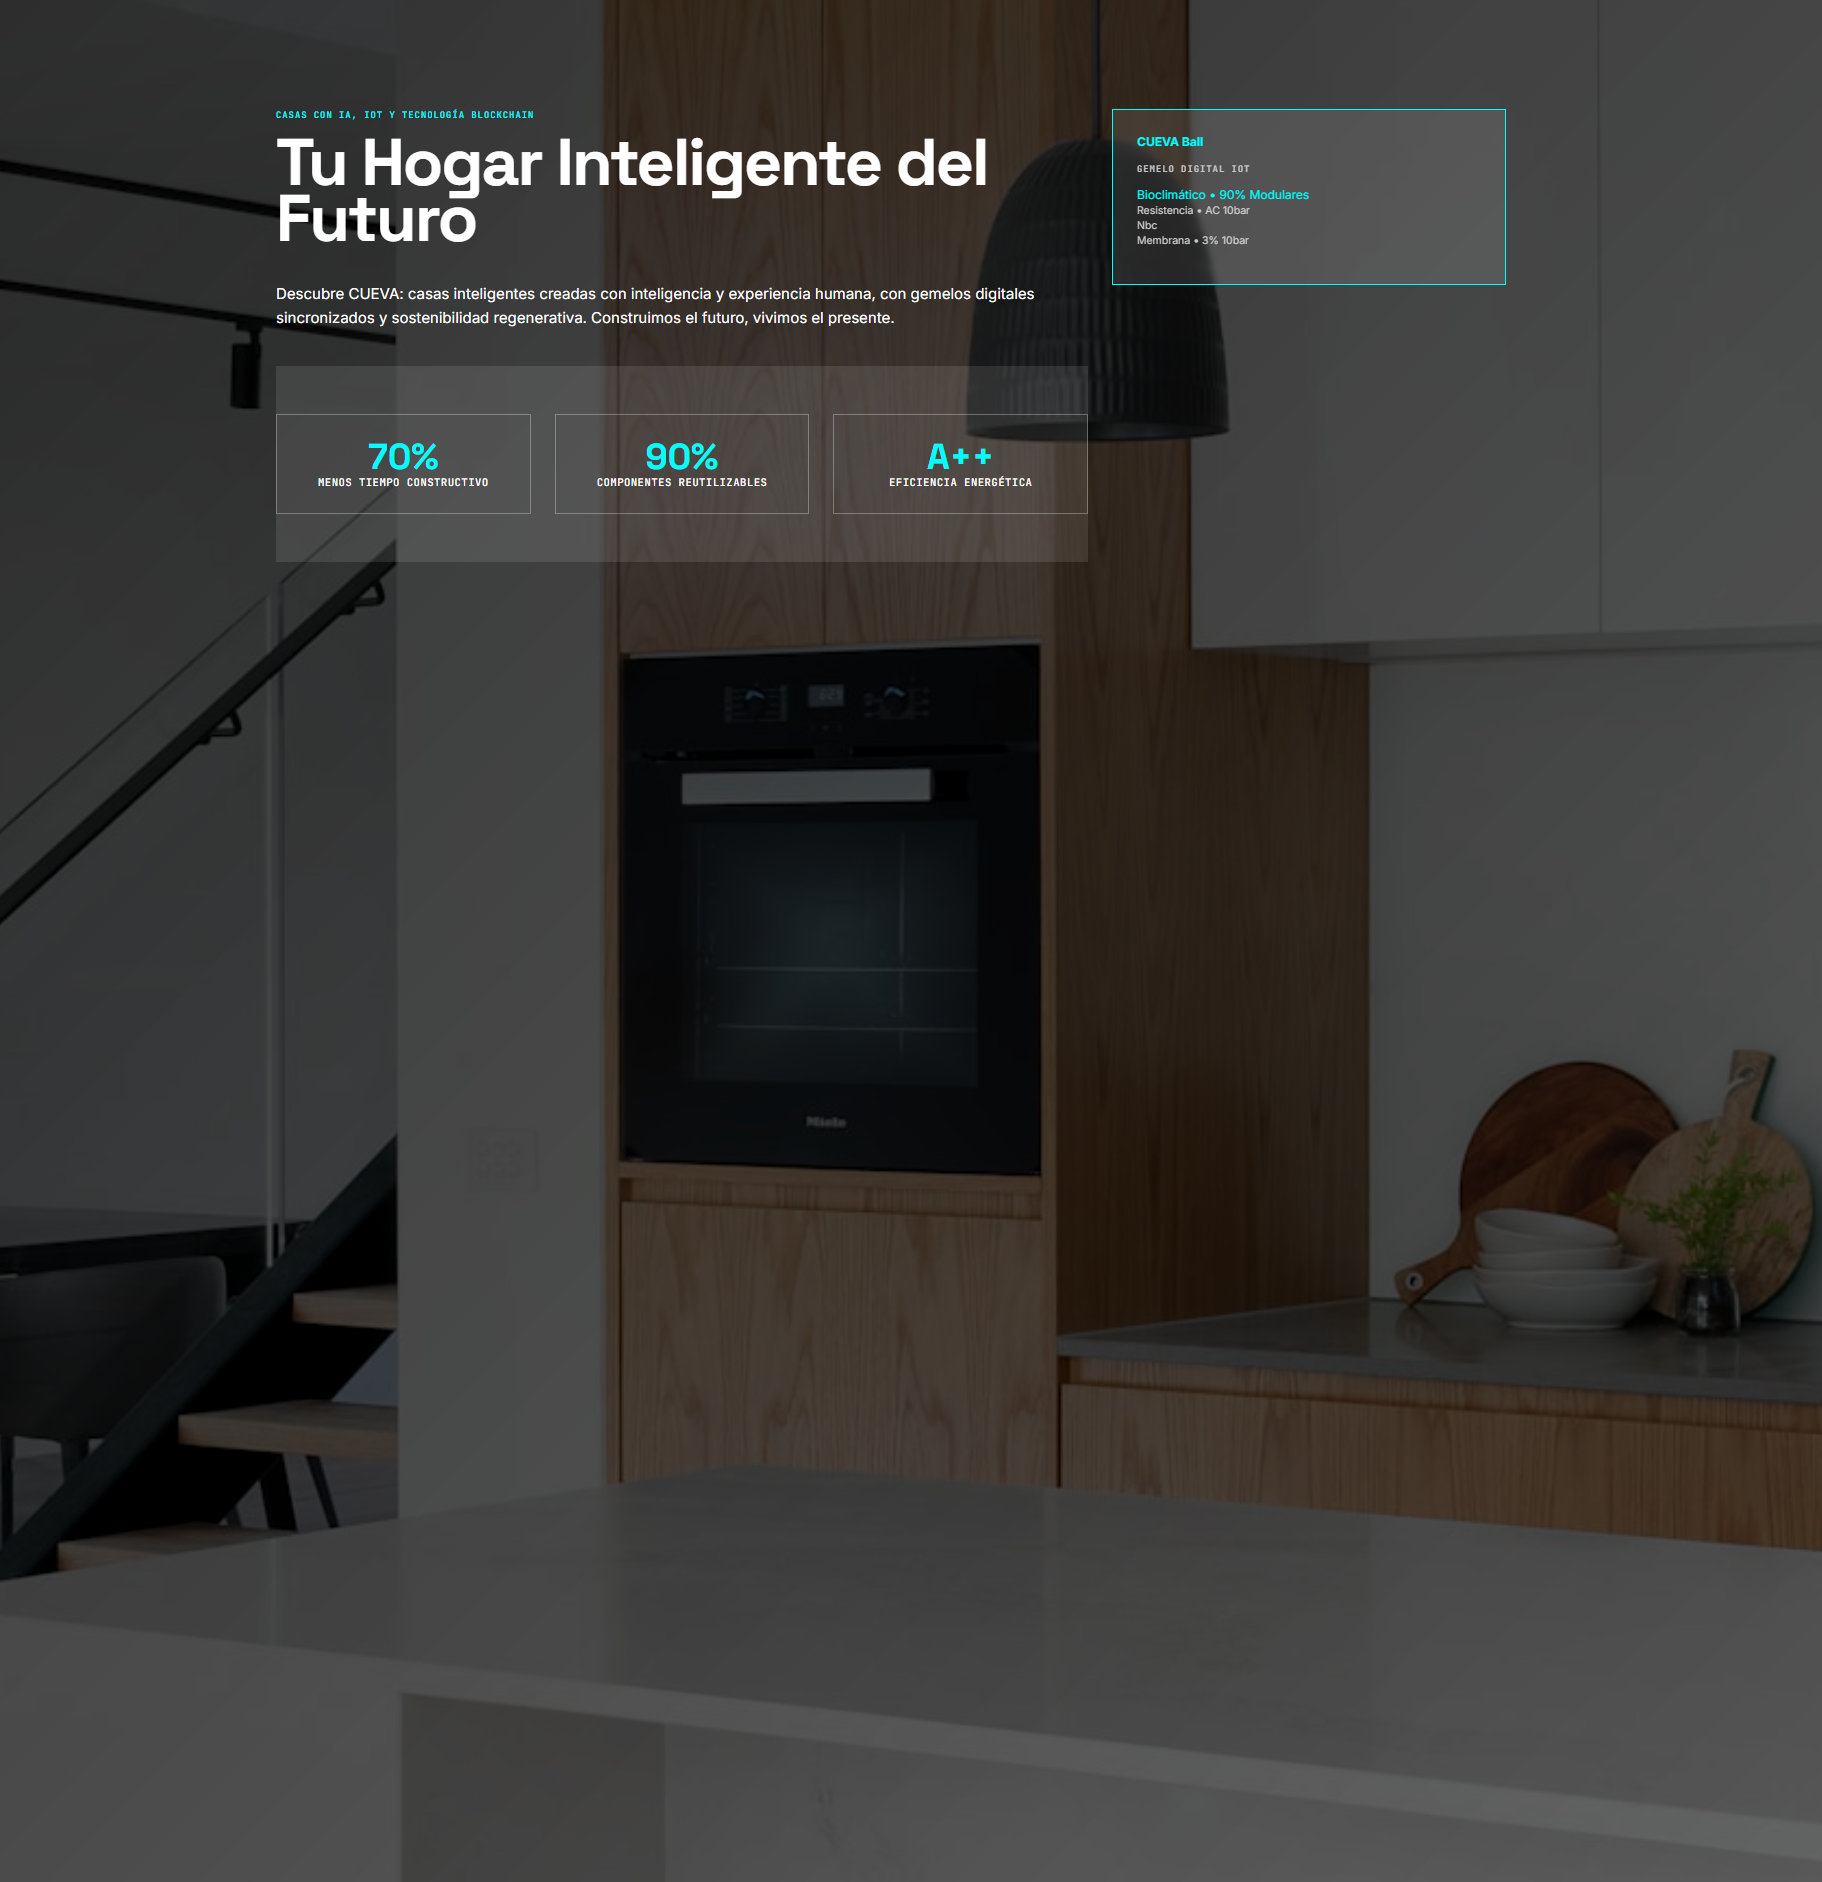 CASAS CON IA, IOT Y TECNOLOGÍA BLOCKCHAIN
Tu Hogar Inteligente del
Futuro
Descubre CUEVA: casas inteligentes creadas con inteligencia y experiencia humana, con gemelos digitales
sincronizados y sostenibilidad regenerativa. Construimos el futuro, vivimos el presente.
70%
MENOS TIEMPO CONSTRUCTIVO
90%
COMPONENTES REUTILIZABLES
A++
EFICIENCIA ENERGÉTICA
CUEVA Ball
GEMELO DIGITAL IOT
Bioclimático • 90% Modulares
Resistencia • AC 10bar
Nbc
Membrana • 3% 10bar
Miele